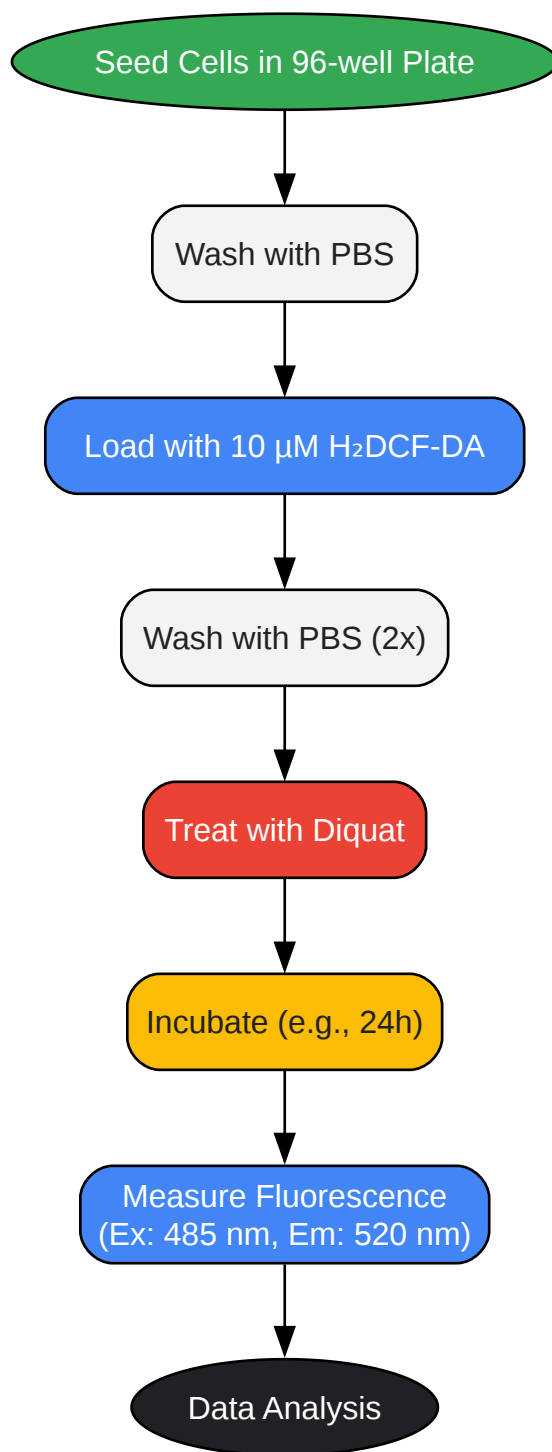 Seed Cells in 96-well Plate
Wash with PBS
Load with 10 µM H₂DCF-DA
Wash with PBS (2x)
Treat with Diquat
Incubate (e.g., 24h)
Measure Fluorescence
(Ex: 485 nm, Em: 520 nm)
Data Analysis